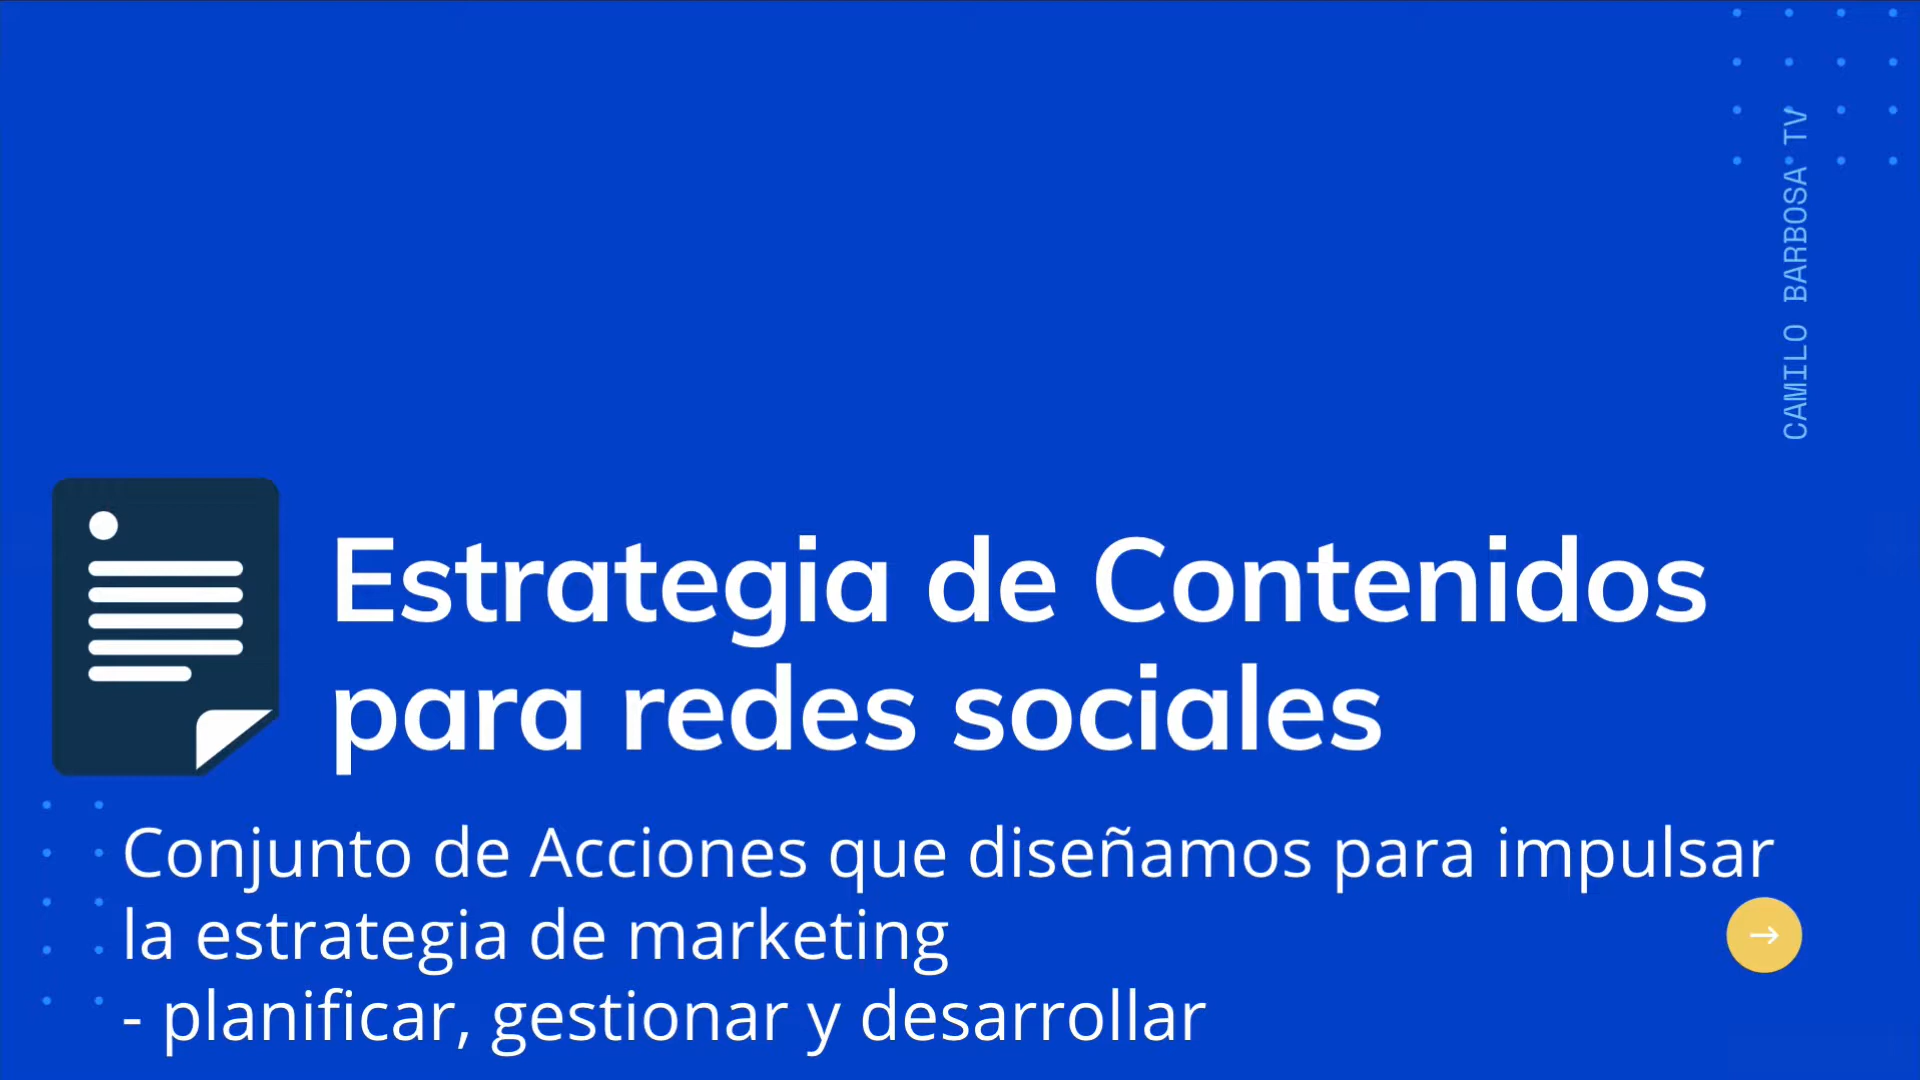 CAMILO BARBOSA TV
Estrategia de Contenidos
para redes sociales
Conjunto de Acciones que diseñamos para impulsar
la estrategia de marketing
- planificar, gestionar y desarrollar